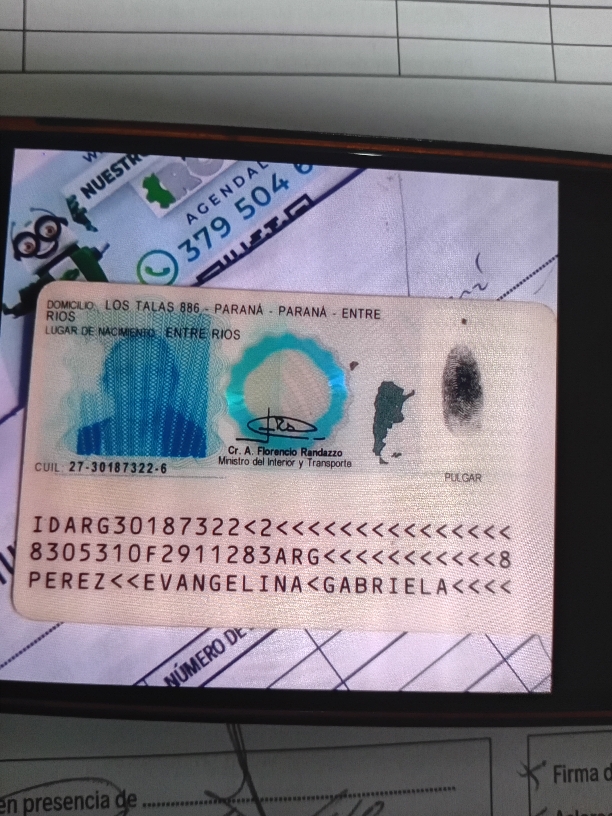 NUESTR
AGENDAL
379 504 6
DOMICILIO: LOS TALAS 886 - PARANÁ - PARANÁ - ENTRE
RIOS
LUGAR DE NACIMIENTO: ENTRE RIOS
Cr. A. Florencio Randazzo
Ministro del Interior y Transporte
CUIL: 27-30187322-6
PULGAR
IDARG30187322<2<<<<<<<<<<<<<<<
8305310F2911283ARG<<<<<<<<<<<8
PEREZ<<EVANGELINA<GABRIELA<<<<
NÚMERO DE
en presencia de
Firma d